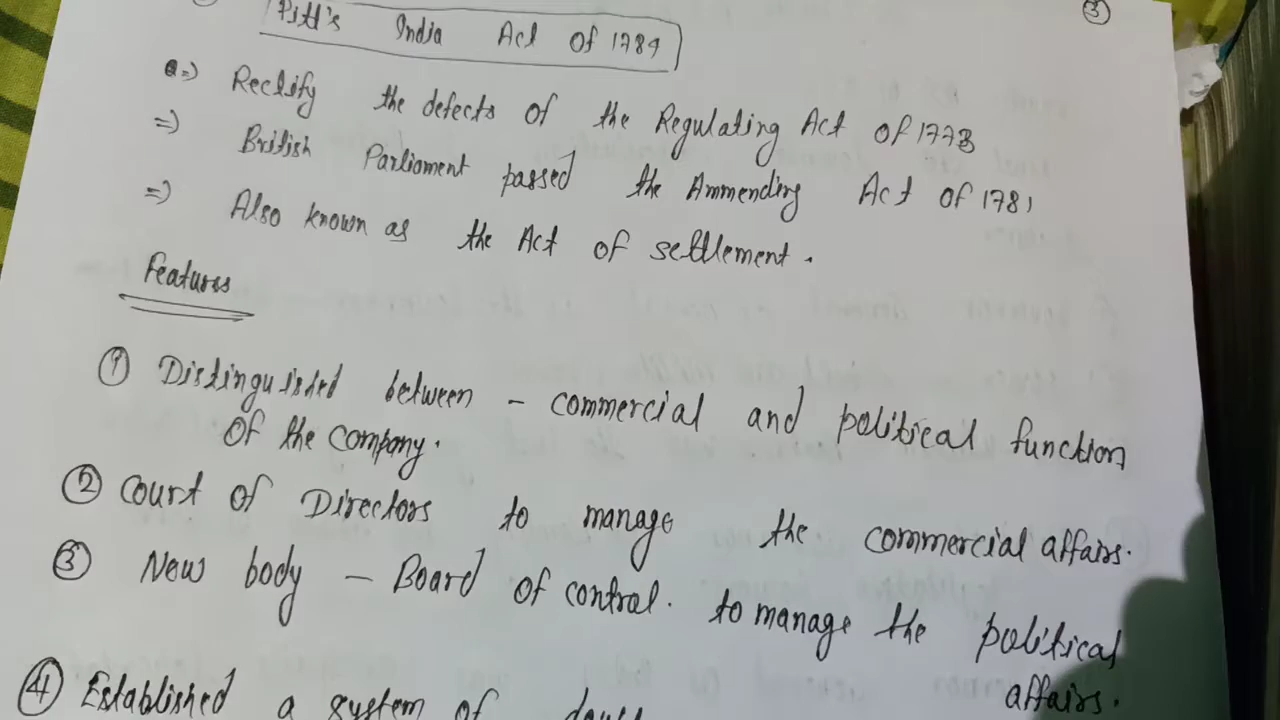 ③
Pitt's India Act of 1784
=) Rectify the defects of the Regulating Act of 1773
=) British Parliament passed the Ammending Act of 1781
=) Also known as the Act of settlement.
Features
① Distinguished between – commercial and political function
of the company.
② Court of Directors to manage the commercial affairs.
③ New body – Board of control. to manage the political
affairs.
④ Established a system of